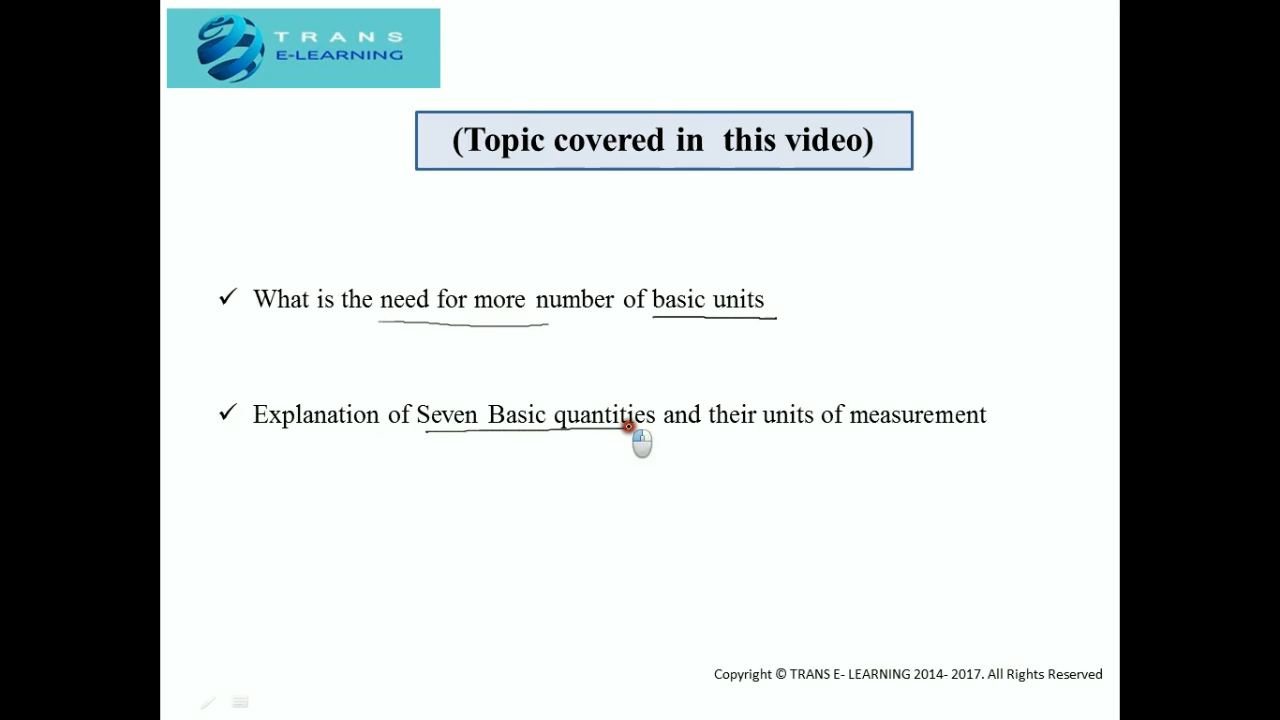 TRANS
E-LEARNING
(Topic covered in this video)
✓ What is the need for more number of basic units
✓ Explanation of Seven Basic quantities and their units of measurement
Copyright © TRANS E- LEARNING 2014- 2017. All Rights Reserved